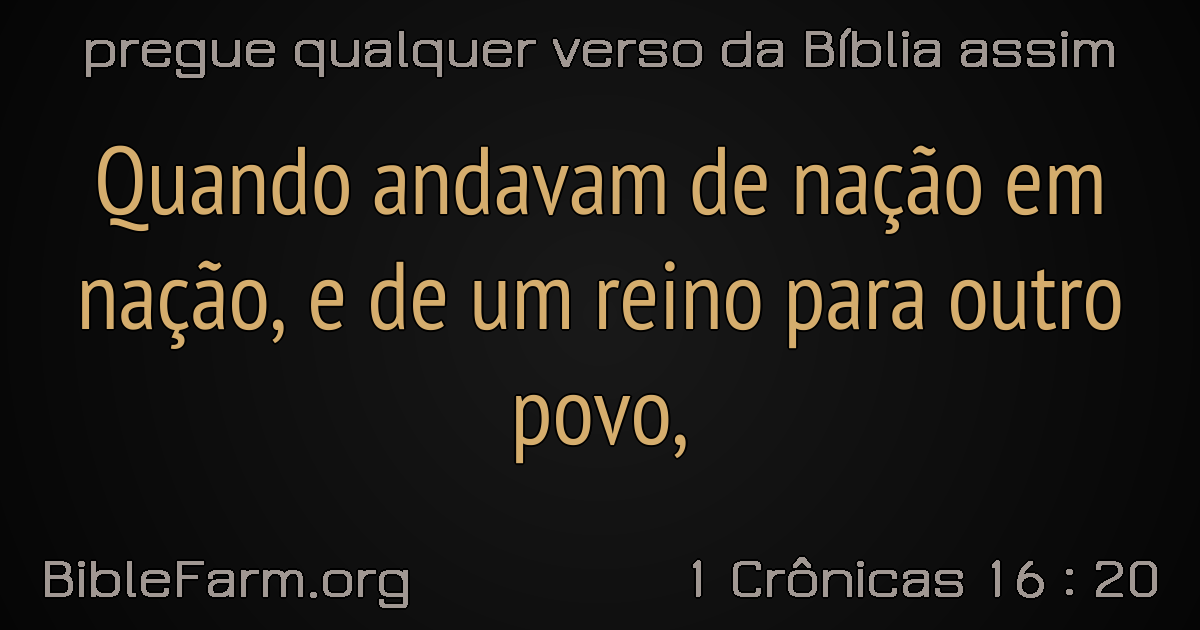 pregue qualquer verso da Bíblia assim
Quando andavam de nação em
nação, e de um reino para outro
povo,
BibleFarm.org
1 Crônicas 16 : 20